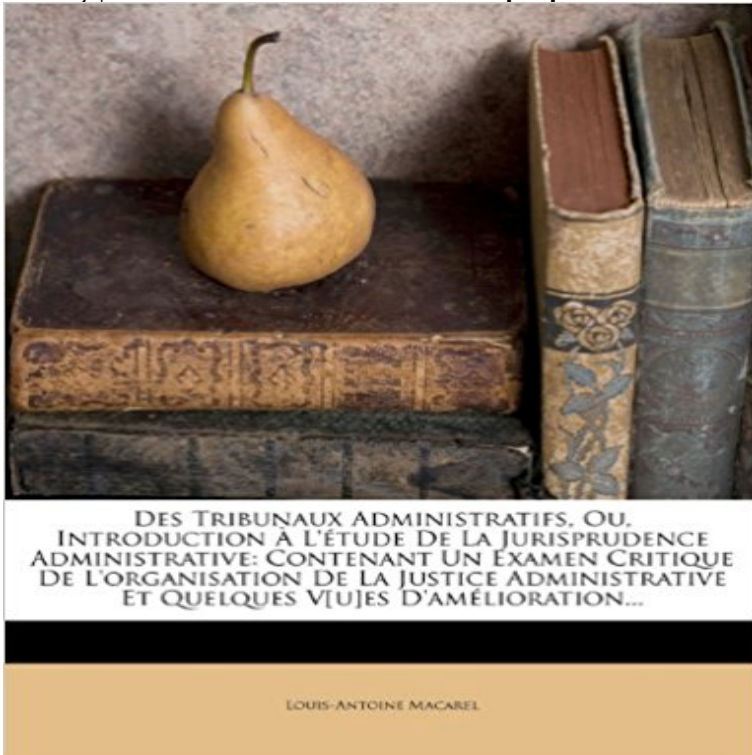 DES TRIBUNAUX ADMINISTRATIFS, OU,
INTRODUCTION À L'ÉTUDE DE LA JURISPRUDENCE
ADMINISTRATIVE: CONTENANT UN EXAMEN CRITIQUE
DE L'ORGANISATION DE LA JUSTICE ADMINISTRATIVE
ET QUELQUES V[U]ES D'AMÉLIORATION...
LOUIS-ANTOINE MACAREL